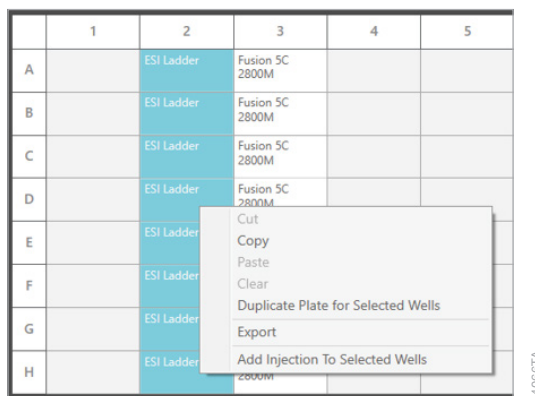 1 2 3 4 5
A ESI Ladder Fusion 5C
2800M
B ESI Ladder Fusion 5C
2800M
C ESI Ladder Fusion 5C
2800M
D ESI Ladder Fusion 5C
2800M
Cut
E ESI Ladder Copy
Paste
F ESI Ladder Clear
Duplicate Plate for Selected Wells
G ESI Ladder Export
H ESI Ladder Add Injection To Selected Wells
2800M